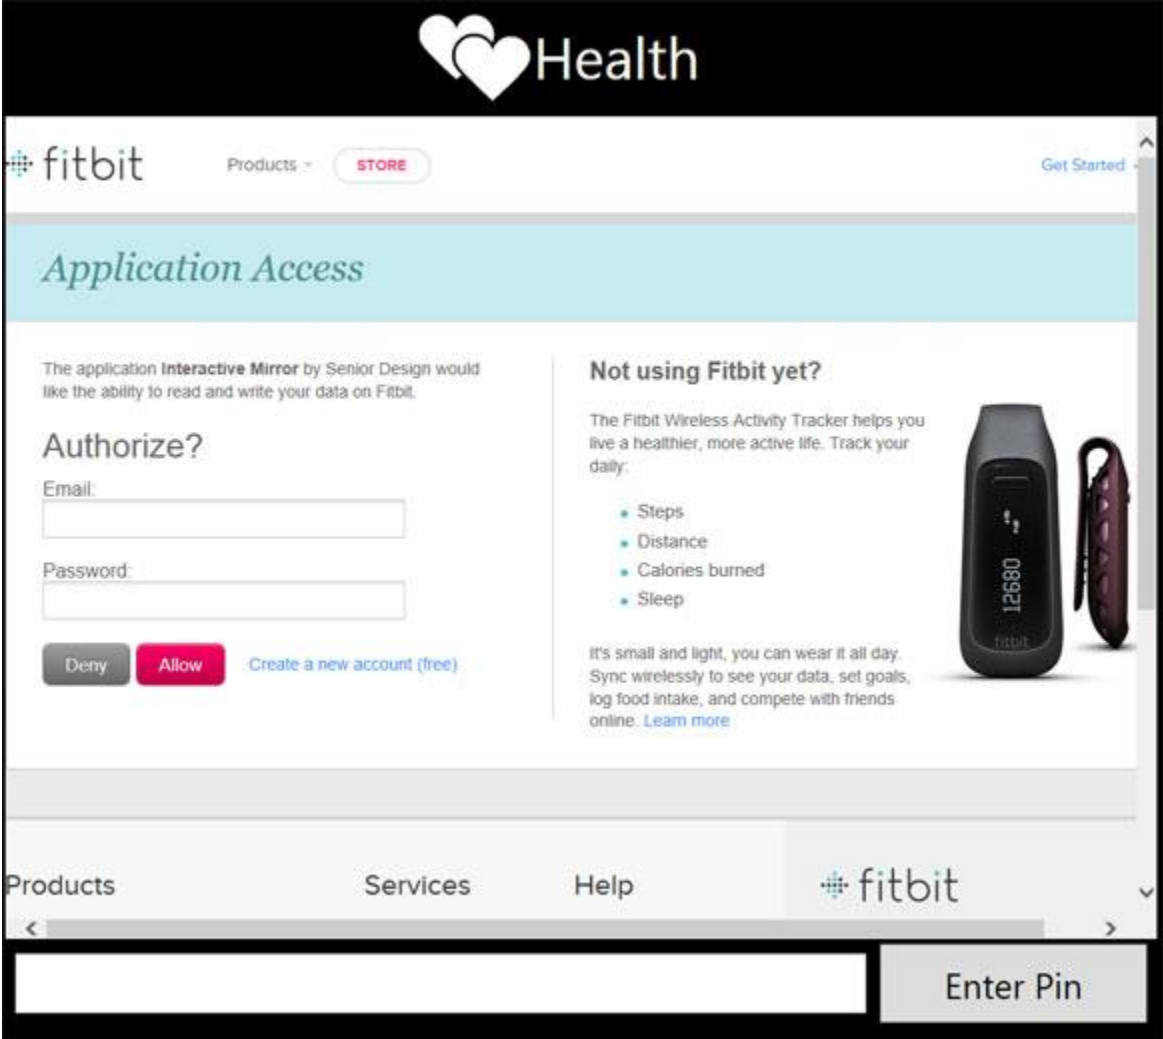 Health
fitbit
Products
STORE
Get Started
Application Access
The application Interactive Mirror by Senior Design would
like the ability to read and write your data on Fitbit.
Authorize?
Email:
Password:
Deny
Allow
Create a new account (free)
Not using Fitbit yet?
The Fitbit Wireless Activity Tracker helps you
live a healthier, more active life. Track your
daily:
Steps
Distance
Calories burned
Sleep
It's small and light, you can wear it all day.
Sync wirelessly to see your data, set goals,
log food intake, and compete with friends
online. Learn more
12680
fitbit
Products
Services
Help
fitbit
Enter Pin